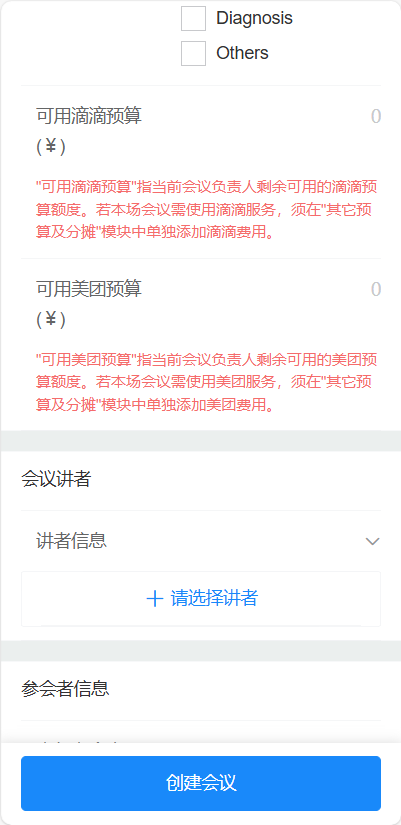 Diagnosis
Others
可用滴滴预算 0
(￥)
"可用滴滴预算"指当前会议负责人剩余可用的滴滴预
算额度。若本场会议需使用滴滴服务，须在"其它预
算及分摊"模块中单独添加滴滴费用。
可用美团预算 0
(￥)
"可用美团预算"指当前会议负责人剩余可用的美团预
算额度。若本场会议需使用美团服务，须在"其它预
算及分摊"模块中单独添加美团费用。
会议讲者
讲者信息
请选择讲者
参会者信息
创建会议